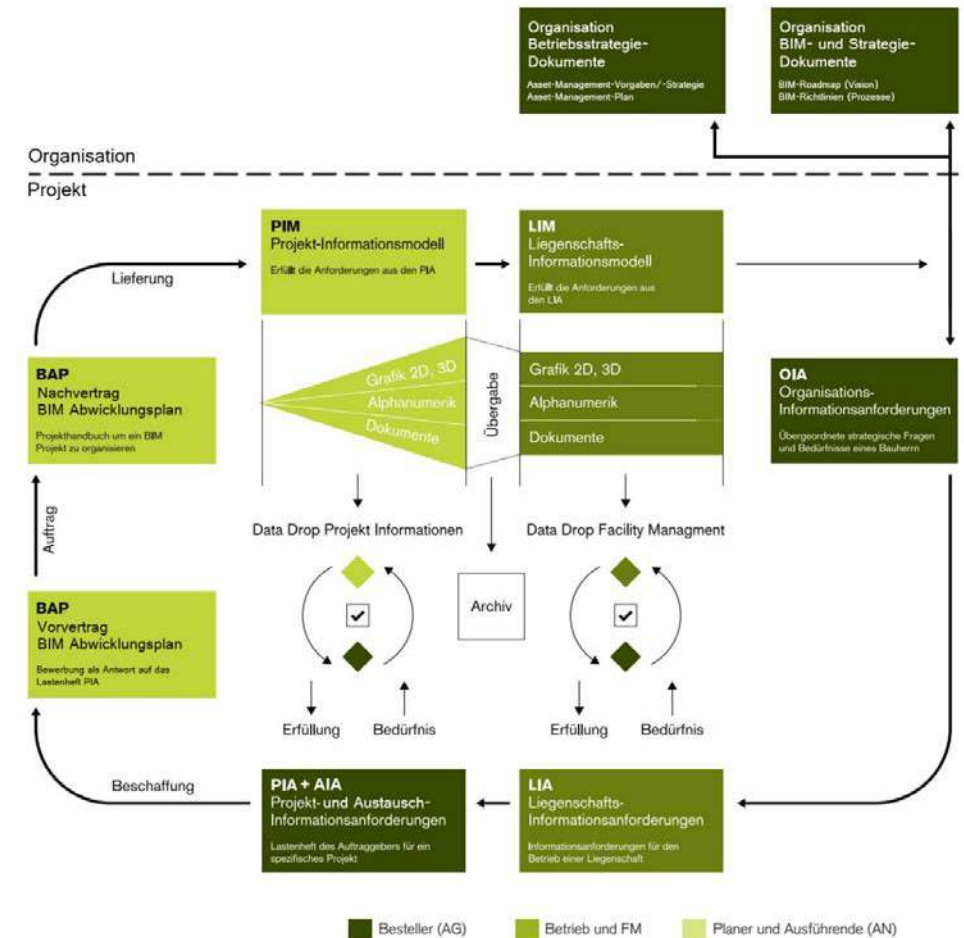 Organisation
Betriebsstrategie-
Dokumente
Asset-Management-Vorgaben/-Strategie
Asset-Management-Plan
Organisation
BIM- und Strategie-
Dokumente
BIM-Roadmap (Vision)
BIM-Richtlinien (Prozesse)
Organisation
Projekt
PIM
Projekt-Informationsmodell
Erfüllt die Anforderungen aus den PIA
LIM
Liegenschafts-
Informationsmodell
Erfüllt die Anforderungen aus
den LIA
Lieferung
BAP
Nachvertrag
BIM Abwicklungsplan
Projekthandbuch um ein BIM
Projekt zu organisieren
Grafik 2D, 3D
Alphanumerik
Dokumente
Übergabe
Grafik 2D, 3D
Alphanumerik
Dokumente
OIA
Organisations-
Informationsanforderungen
Übergeordnete strategische Fragen
und Bedürfnisse eines Bauherrn
Auftrag
Data Drop Projekt Informationen
Data Drop Facility Managment
Archiv
BAP
Vorvertrag
BIM Abwicklungsplan
Bewerbung als Antwort auf das
Lastenheft PIA
Erfüllung
Bedürfnis
Erfüllung
Bedürfnis
Beschaffung
PIA + AIA
Projekt- und Austausch-
Informationsanforderungen
Lastenheft des Auftraggebers für ein
spezifisches Projekt
LIA
Liegenschafts-
Informationsanforderungen
Informationsanforderungen für den
Betrieb einer Liegenschaft
Besteller (AG)
Betrieb und FM
Planer und Ausführende (AN)